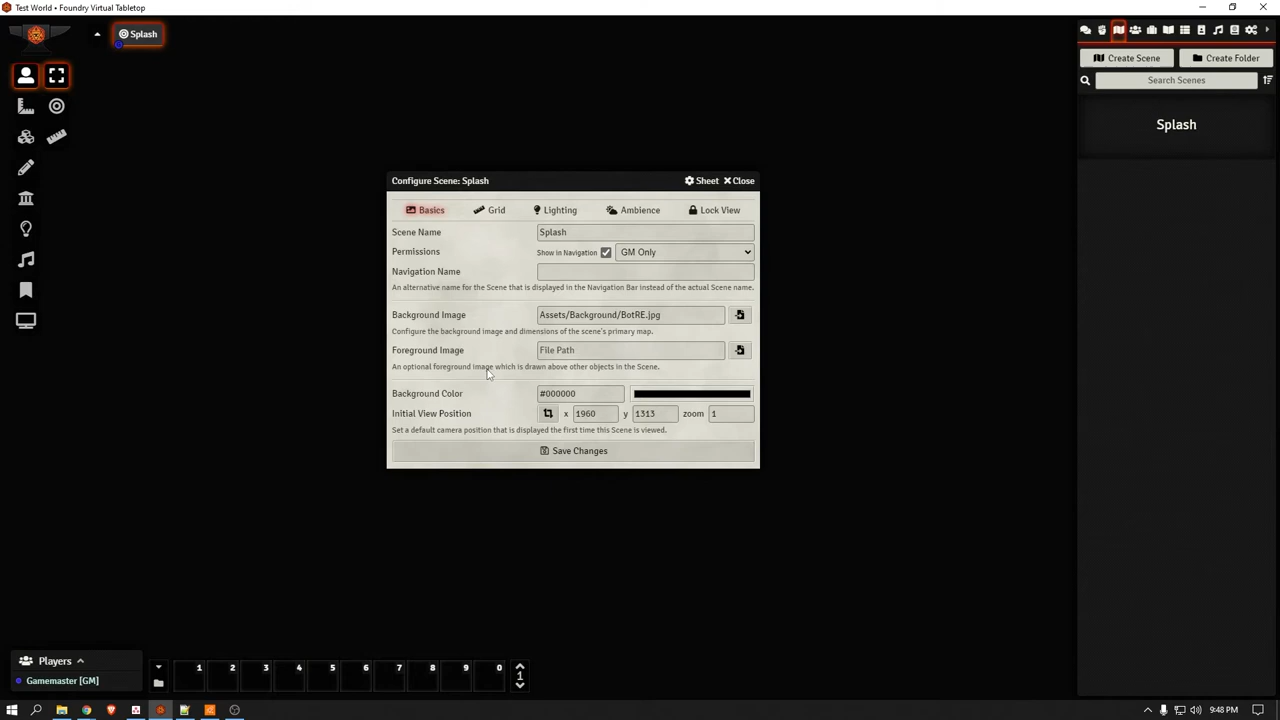 Test World • Foundry Virtual Tabletop
Splash
Create Scene
Create Folder
Search Scenes
Splash
Configure Scene: Splash
Sheet
Close
Basics
Grid
Lighting
Ambience
Lock View
Scene Name
Splash
Permissions
Show in Navigation
GM Only
Navigation Name
An alternative name for the Scene that is displayed in the Navigation Bar instead of the actual Scene name.
Background Image
Assets/Background/BotRE.jpg
Configure the background image and dimensions of the scene's primary map.
Foreground Image
File Path
An optional foreground image which is drawn above other objects in the Scene.
Background Color
#000000
Initial View Position
x 1960 y 1313 zoom 1
Set a default camera position that is displayed the first time this Scene is viewed.
Save Changes
Players
Gamemaster [GM]
1 2 3 4 5 6 7 8 9 0
1
9:48 PM